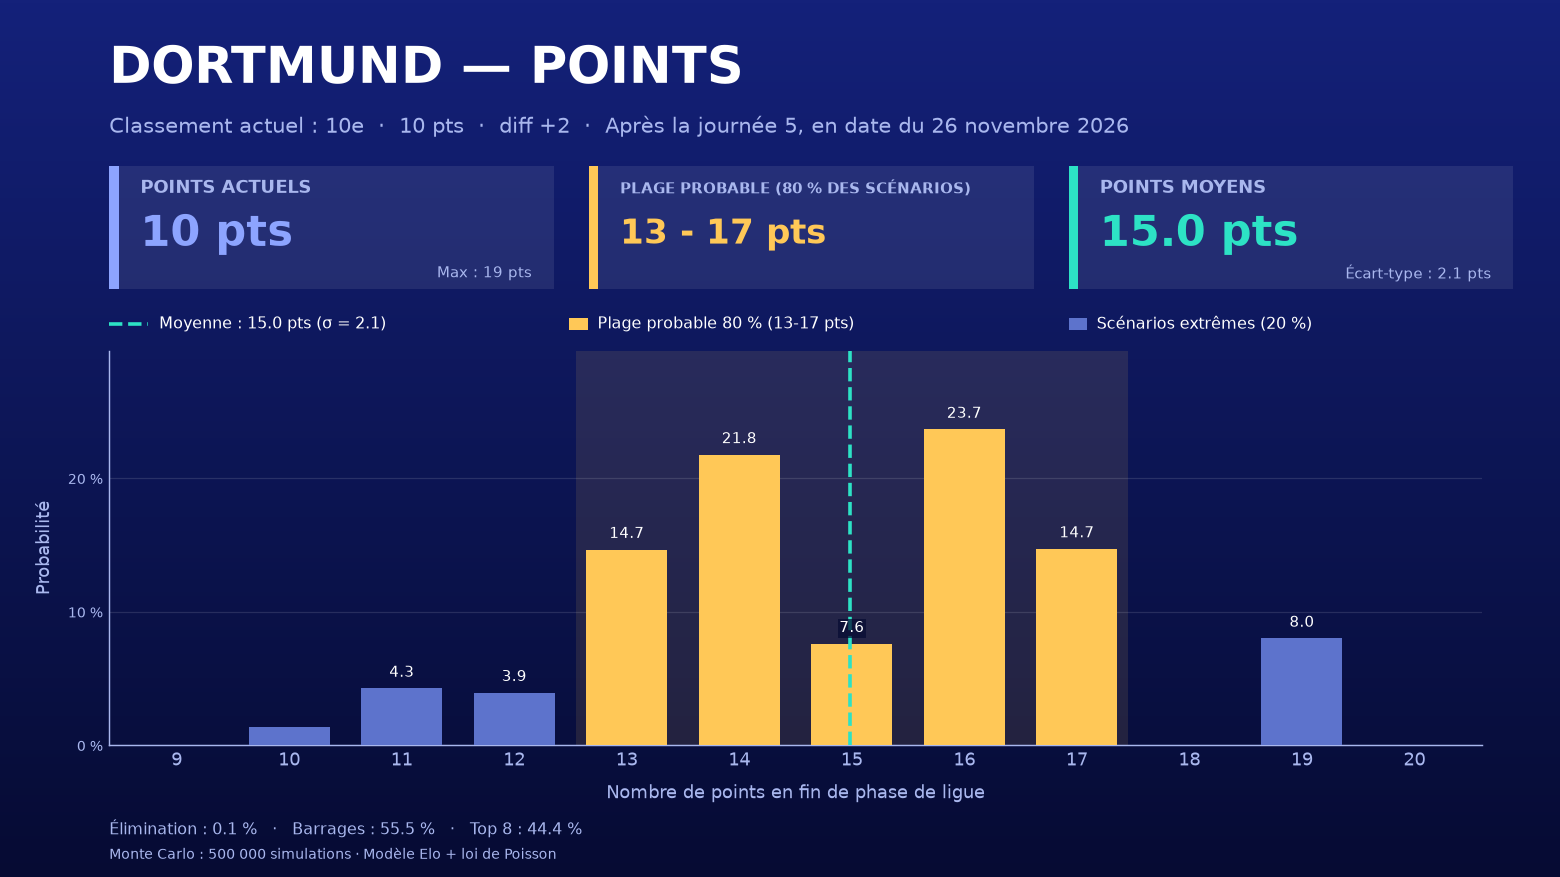 DORTMUND — POINTS
Classement actuel : 10e · 10 pts · diff +2 · Après la journée 5, en date du 26 novembre 2026
POINTS ACTUELS
10 pts
Max : 19 pts
PLAGE PROBABLE (80 % DES SCÉNARIOS)
13 - 17 pts
POINTS MOYENS
15.0 pts
Écart-type : 2.1 pts
Moyenne : 15.0 pts (σ = 2.1)
Plage probable 80 % (13-17 pts)
Scénarios extrêmes (20 %)
Probabilité
20 %
10 %
0 %
4.3
3.9
14.7
21.8
7.6
23.7
14.7
8.0
9 10 11 12 13 14 15 16 17 18 19 20
Nombre de points en fin de phase de ligue
Élimination : 0.1 % · Barrages : 55.5 % · Top 8 : 44.4 %
Monte Carlo : 500 000 simulations · Modèle Elo + loi de Poisson